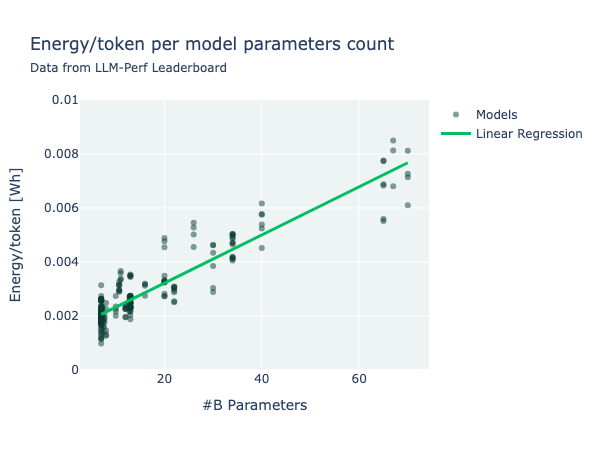 Energy/token per model parameters count
Data from LLM-Perf Leaderboard
Models
Linear Regression
Energy/token [Wh]
0.01
0.008
0.006
0.004
0.002
0
20
40
60
#B Parameters